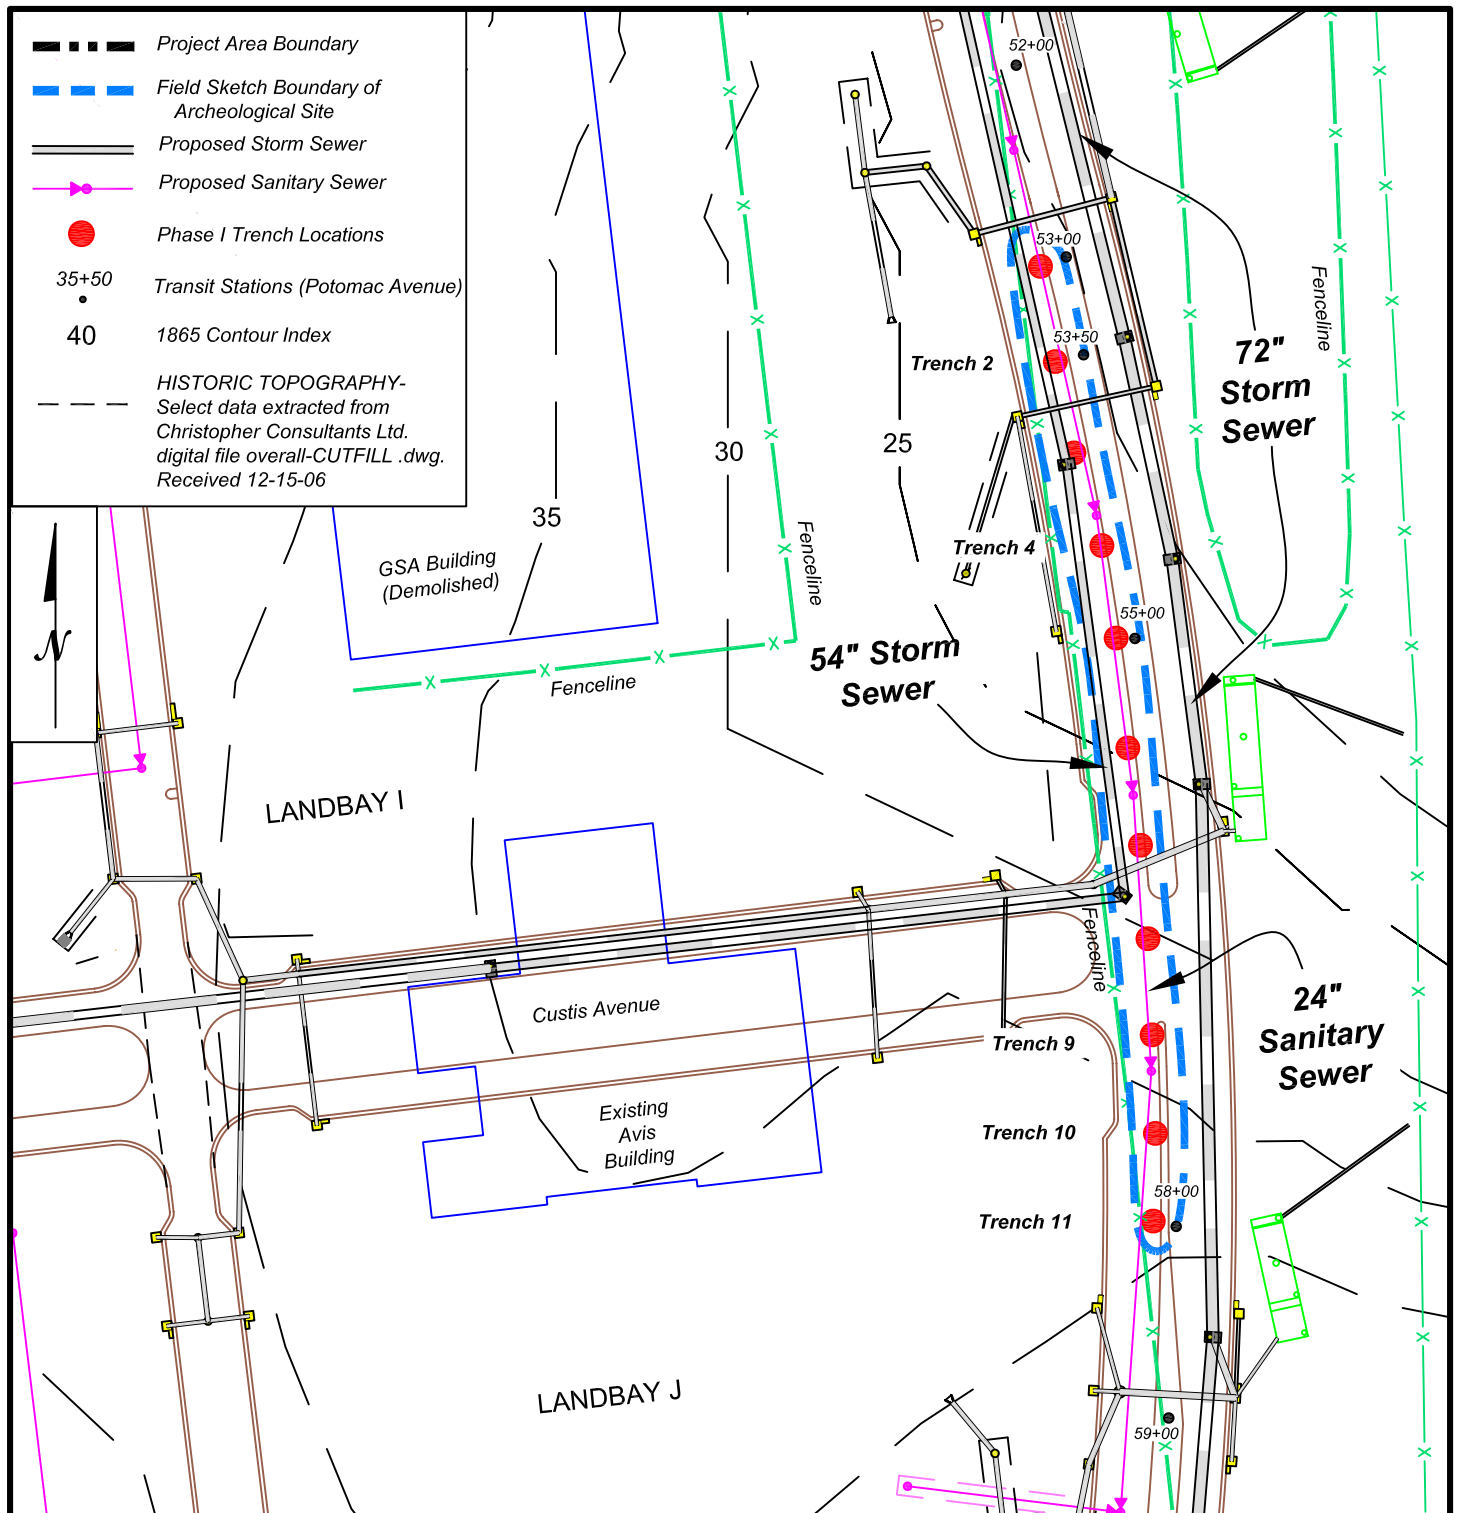 Project Area Boundary
Field Sketch Boundary of
Archeological Site
Proposed Storm Sewer
Proposed Sanitary Sewer
Phase I Trench Locations
35+50
Transit Stations (Potomac Avenue)
40
1865 Contour Index
HISTORIC TOPOGRAPHY-
Select data extracted from
Christopher Consultants Ltd.
digital file overall-CUTFILL .dwg.
Received 12-15-06
N
52+00
53+00
53+50
Trench 2
Fenceline
72"
Storm
Sewer
30
25
35
Trench 4
GSA Building
(Demolished)
Fenceline
55+00
54" Storm
Sewer
Fenceline
LANDBAY I
Fenceline
Custis Avenue
24"
Sanitary
Sewer
Trench 9
Existing
Avis
Building
Trench 10
58+00
Trench 11
LANDBAY J
59+00